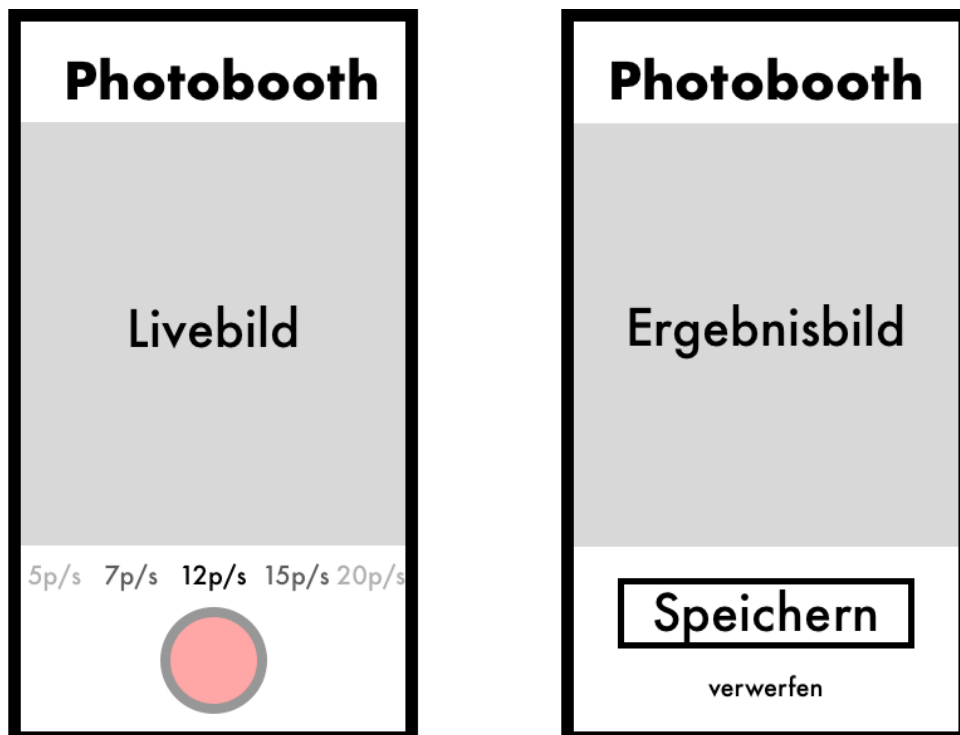 Photobooth
Livebild
5p/s 7p/s 12p/s 15p/s 20p/s
Photobooth
Ergebnisbild
Speichern
verwerfen